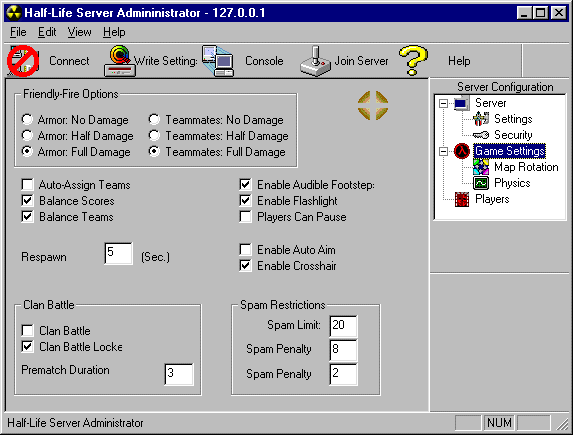 Half-Life Server Admininistrator - 127.0.0.1
File Edit View Help
Connect Write Setting: Console Join Server Help
Friendly-Fire Options
Armor: No Damage Teammates: No Damage
Armor: Half Damage Teammates: Half Damage
Armor: Full Damage Teammates: Full Damage
Auto-Assign Teams Enable Audible Footstep:
Balance Scores Enable Flashlight
Balance Teams Players Can Pause
Respawn 5 (Sec.)
Enable Auto Aim
Enable Crosshair
Clan Battle
Clan Battle
Clan Battle Locke
Prematch Duration 3
Spam Restrictions
Spam Limit: 20
Spam Penalty 8
Spam Penalty 2
Server Configuration
Server
Settings
Security
Game Settings
Map Rotation
Physics
Players
Half-Life Server Administrator NUM